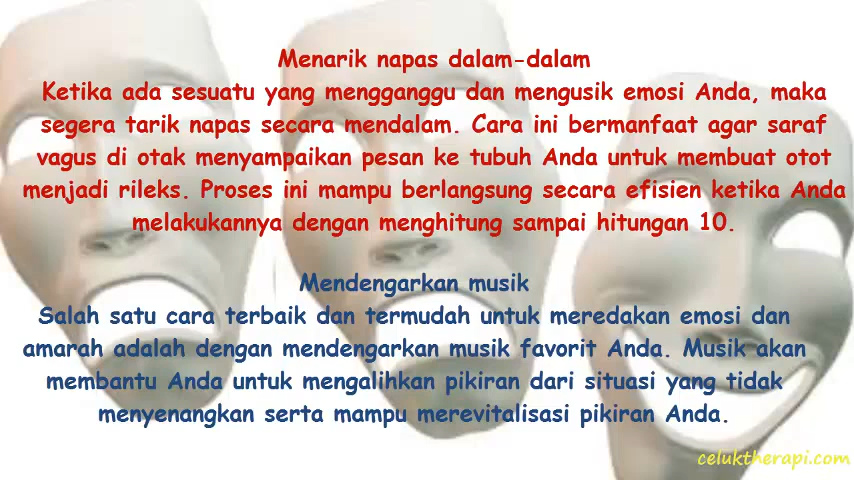 Menarik napas dalam-dalam
Ketika ada sesuatu yang mengganggu dan mengusik emosi Anda, maka
segera tarik napas secara mendalam. Cara ini bermanfaat agar saraf
vagus di otak menyampaikan pesan ke tubuh Anda untuk membuat otot
menjadi rileks. Proses ini mampu berlangsung secara efisien ketika Anda
melakukannya dengan menghitung sampai hitungan 10.
Mendengarkan musik
Salah satu cara terbaik dan termudah untuk meredakan emosi dan
amarah adalah dengan mendengarkan musik favorit Anda. Musik akan
membantu Anda untuk mengalihkan pikiran dari situasi yang tidak
menyenangkan serta mampu merevitalisasi pikiran Anda.
celuktherapi.com